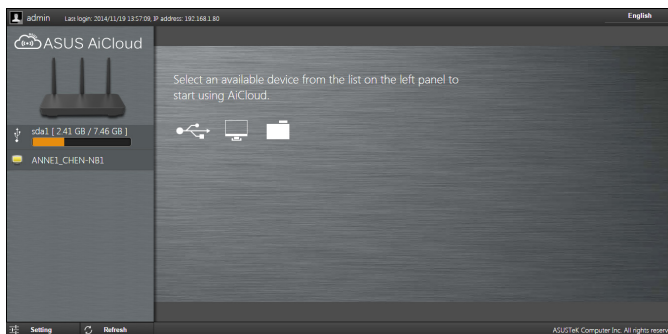 admin Last login: 2014/11/19 13:57:09, IP address: 192.168.1.80 English
ASUS AiCloud
Select an available device from the list on the left panel to
start using AiCloud.
sda1 [ 2.41 GB / 7.46 GB ]
ANNE1_CHEN-NB1
Setting Refresh ASUSTeK Computer Inc. All rights reserv